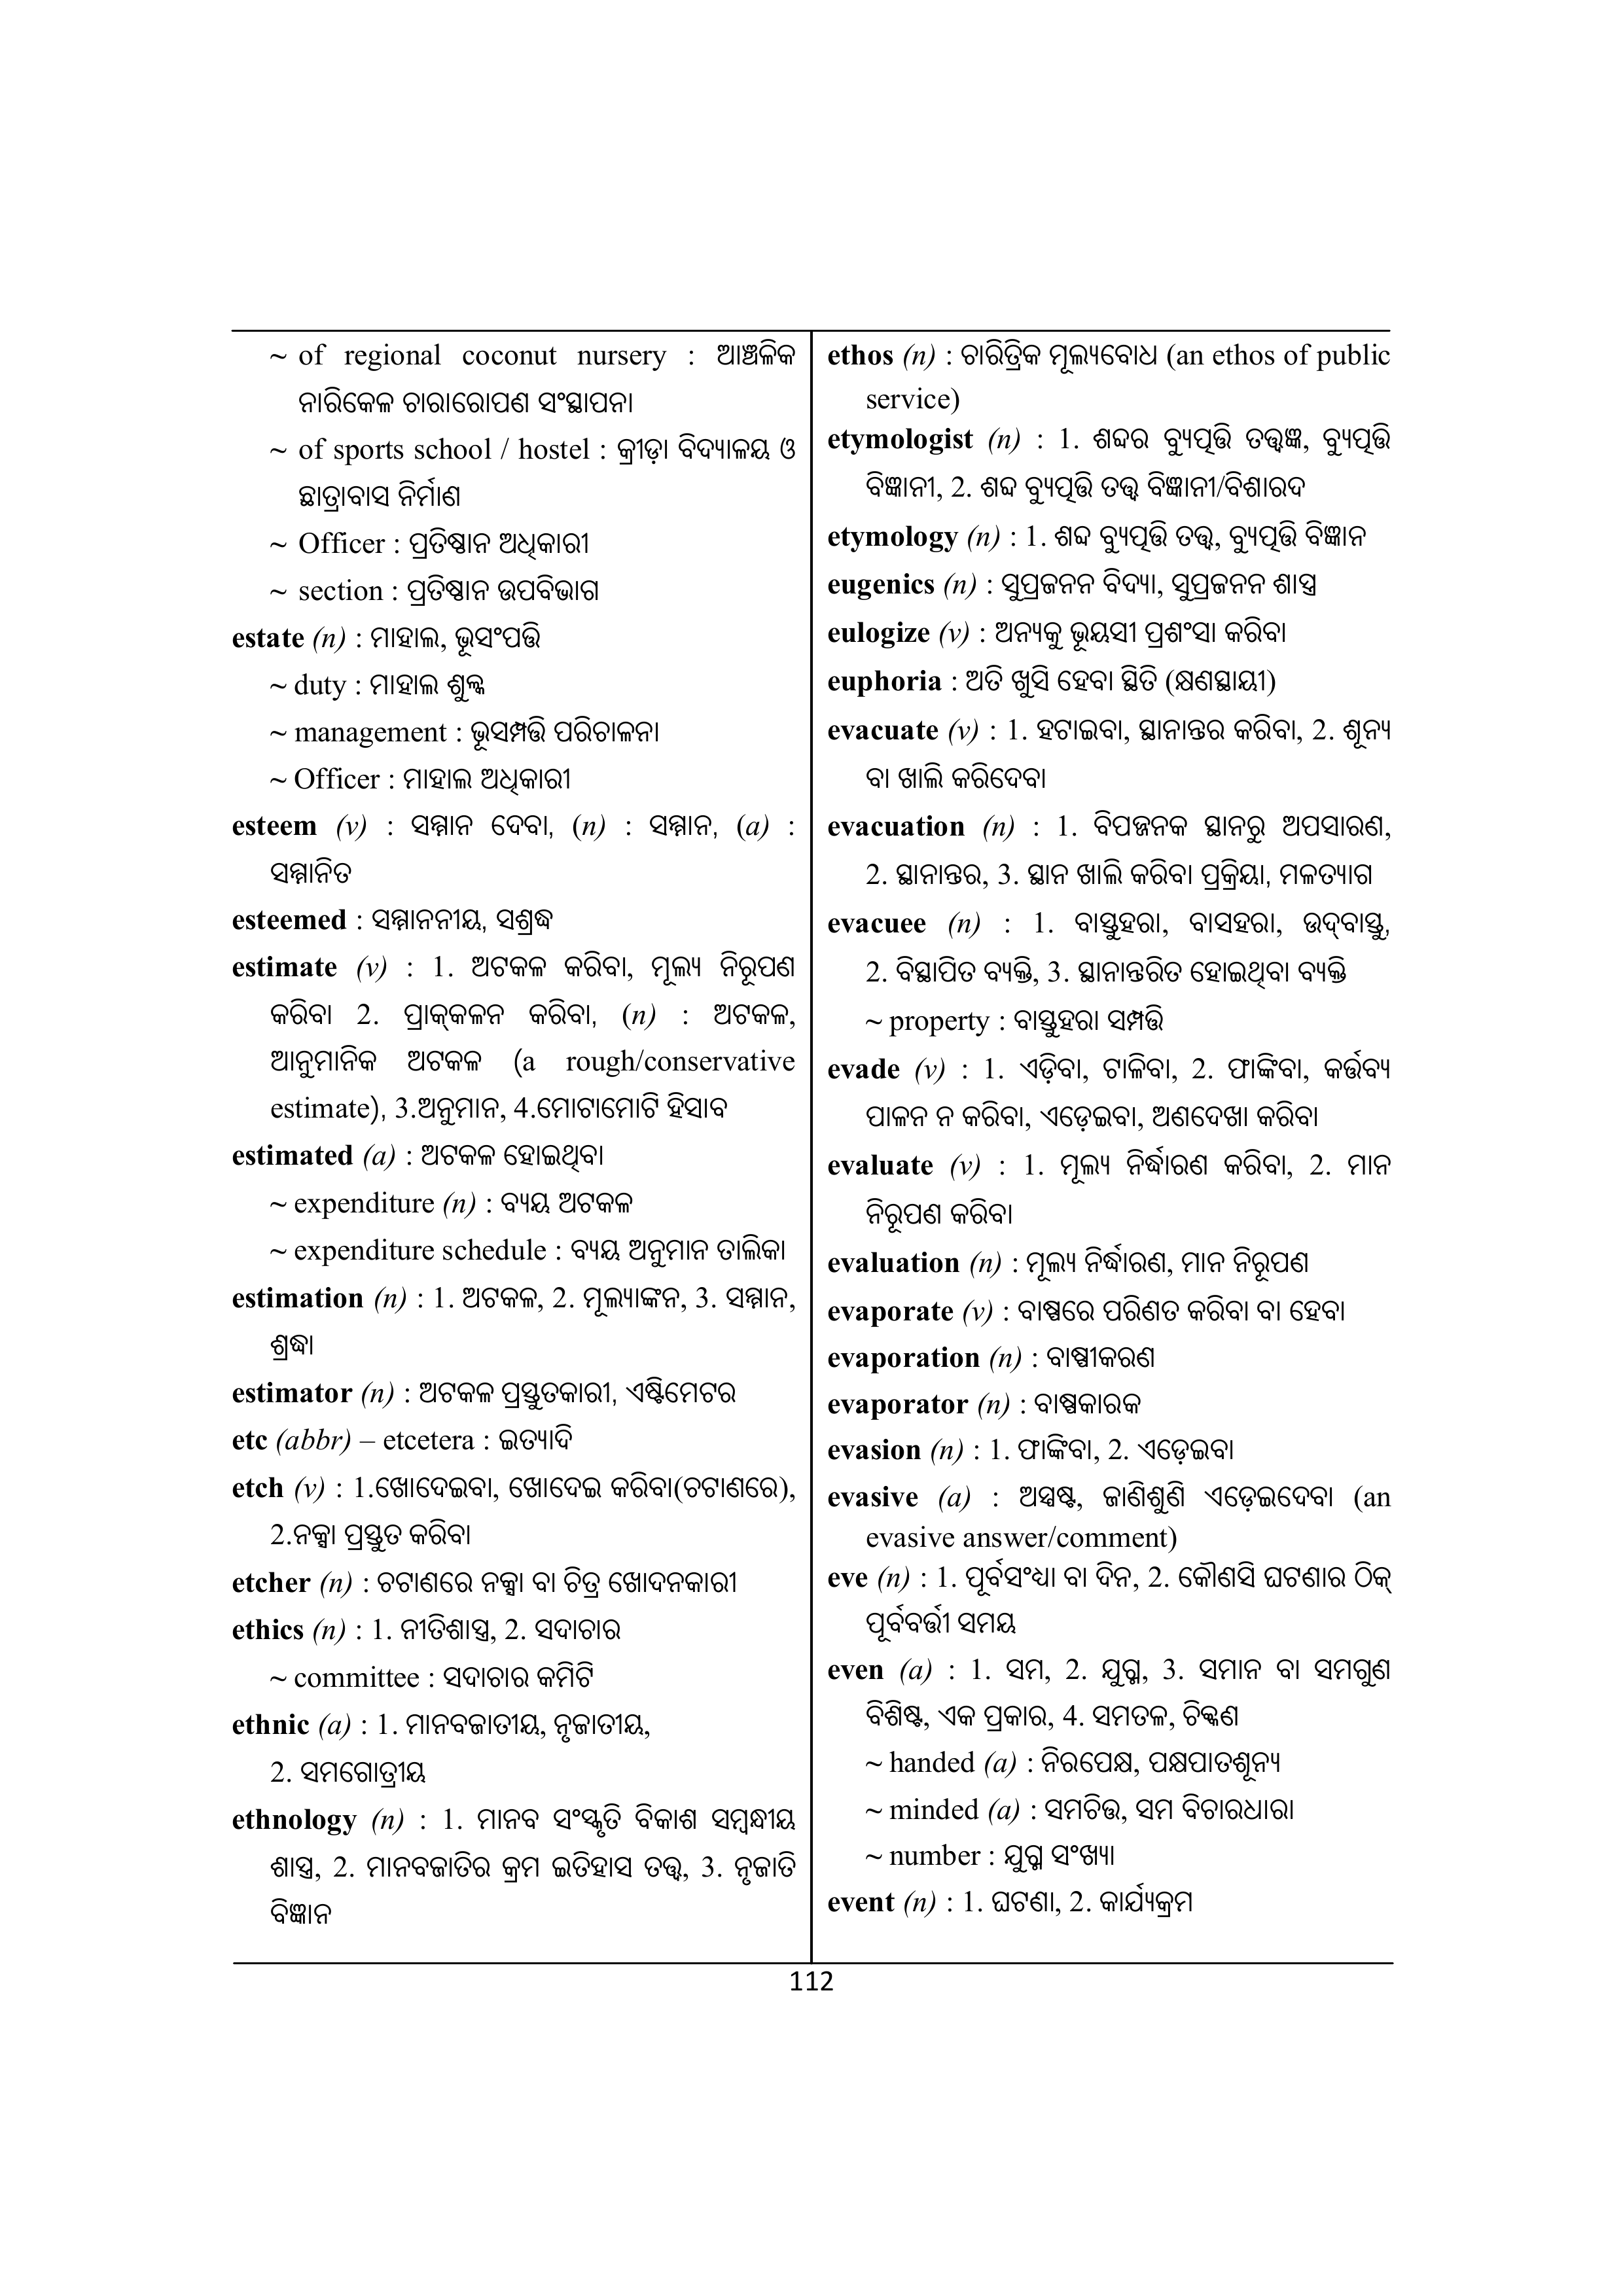 ~ of regional coconut nursery : ଆଞ୍ଚଳିକ
ନାରିକେଳ ଚାରାରୋପଣ ସଂସ୍ଥାପନା
~ of sports school / hostel : କ୍ରୀଡ଼ା ବିଦ୍ୟାଳୟ ଓ
ଛାତ୍ରାବାସ ନିର୍ମାଣ
~ Officer : ପ୍ରତିଷ୍ଠାନ ଅଧିକାରୀ
~ section : ପ୍ରତିଷ୍ଠାନ ଉପବିଭାଗ
estate (n) : ମାହାଲ, ଭୂସଂପତ୍ତି
~ duty : ମାହାଲ ଶୁଳ୍କ
~ management : ଭୂସମ୍ପତ୍ତି ପରିଚାଳନା
~ Officer : ମାହାଲ ଅଧିକାରୀ
esteem (v) : ସମ୍ମାନ ଦେବା, (n) : ସମ୍ମାନ, (a) :
ସମ୍ମାନିତ
esteemed : ସମ୍ମାନନୀୟ, ସଶ୍ରଦ୍ଧ
estimate (v) : 1. ଅଟକଳ କରିବା, ମୂଲ୍ୟ ନିରୂପଣ
କରିବା 2. ପ୍ରାକ୍‌କଳନ କରିବା, (n) : ଅଟକଳ,
ଆନୁମାନିକ ଅଟକଳ (a rough/conservative
estimate), 3.ଅନୁମାନ, 4.ମୋଟାମୋଟି ହିସାବ
estimated (a) : ଅଟକଳ ହୋଇଥିବା
~ expenditure (n) : ବ୍ୟୟ ଅଟକଳ
~ expenditure schedule : ବ୍ୟୟ ଅନୁମାନ ତାଲିକା
estimation (n) : 1. ଅଟକଳ, 2. ମୂଲ୍ୟାଙ୍କନ, 3. ସମ୍ମାନ,
ଶ୍ରଦ୍ଧା
estimator (n) : ଅଟକଳ ପ୍ରସ୍ତୁତକାରୀ, ଏଷ୍ଟିମେଟର
etc (abbr) – etcetera : ଇତ୍ୟାଦି
etch (v) : 1.ଖୋଦେଇବା, ଖୋଦେଇ କରିବା(ଚଟାଣରେ),
2.ନକ୍ସା ପ୍ରସ୍ତୁତ କରିବା
etcher (n) : ଚଟାଣରେ ନକ୍ସା ବା ଚିତ୍ର ଖୋଦନକାରୀ
ethics (n) : 1. ନୀତିଶାସ୍ତ୍ର, 2. ସଦାଚାର
~ committee : ସଦାଚାର କମିଟି
ethnic (a) : 1. ମାନବଜାତୀୟ, ନୃଜାତୀୟ,
2. ସମଗୋତ୍ରୀୟ
ethnology (n) : 1. ମାନବ ସଂସ୍କୃତି ବିକାଶ ସମ୍ବନ୍ଧୀୟ
ଶାସ୍ତ୍ର, 2. ମାନବଜାତିର କ୍ରମ ଇତିହାସ ତତ୍ତ୍ୱ, 3. ନୃଜାତି
ବିଜ୍ଞାନ
ethos (n) : ଚାରିତ୍ରିକ ମୂଲ୍ୟବୋଧ (an ethos of public
service)
etymologist (n) : 1. ଶବ୍ଦର ବ୍ୟୁତ୍ପତ୍ତି ତତ୍ତ୍ୱଜ୍ଞ, ବ୍ୟୁତ୍ପତ୍ତି
ବିଜ୍ଞାନୀ, 2. ଶବ୍ଦ ବ୍ୟୁତ୍ପତ୍ତି ତତ୍ତ୍ୱ ବିଜ୍ଞାନୀ/ବିଶାରଦ
etymology (n) : 1. ଶବ୍ଦ ବ୍ୟୁତ୍ପତ୍ତି ତତ୍ତ୍ୱ, ବ୍ୟୁତ୍ପତ୍ତି ବିଜ୍ଞାନ
eugenics (n) : ସୁପ୍ରଜନନ ବିଦ୍ୟା, ସୁପ୍ରଜନନ ଶାସ୍ତ୍ର
eulogize (v) : ଅନ୍ୟକୁ ଭୂୟସୀ ପ୍ରଶଂସା କରିବା
euphoria : ଅତି ଖୁସି ହେବା ସ୍ଥିତି (କ୍ଷଣସ୍ଥାୟୀ)
evacuate (v) : 1. ହଟାଇବା, ସ୍ଥାନାନ୍ତର କରିବା, 2. ଶୂନ୍ୟ
ବା ଖାଲି କରିଦେବା
evacuation (n) : 1. ବିପଜନକ ସ୍ଥାନରୁ ଅପସାରଣ,
2. ସ୍ଥାନାନ୍ତର, 3. ସ୍ଥାନ ଖାଲି କରିବା ପ୍ରକ୍ରିୟା, ମଳତ୍ୟାଗ
evacuee (n) : 1. ବାସ୍ତୁହରା, ବାସହରା, ଉଦ୍‌ବାସ୍ତୁ,
2. ବିସ୍ଥାପିତ ବ୍ୟକ୍ତି, 3. ସ୍ଥାନାନ୍ତରିତ ହୋଇଥିବା ବ୍ୟକ୍ତି
~ property : ବାସ୍ତୁହରା ସମ୍ପତ୍ତି
evade (v) : 1. ଏଡ଼ିବା, ଟାଳିବା, 2. ଫାଙ୍କିବା, କର୍ତ୍ତବ୍ୟ
ପାଳନ ନ କରିବା, ଏଡ଼େଇବା, ଅଣଦେଖା କରିବା
evaluate (v) : 1. ମୂଲ୍ୟ ନିର୍ଦ୍ଧାରଣ କରିବା, 2. ମାନ
ନିରୂପଣ କରିବା
evaluation (n) : ମୂଲ୍ୟ ନିର୍ଦ୍ଧାରଣ, ମାନ ନିରୂପଣ
evaporate (v) : ବାଷ୍ପରେ ପରିଣତ କରିବା ବା ହେବା
evaporation (n) : ବାଷ୍ପୀକରଣ
evaporator (n) : ବାଷ୍ପକାରକ
evasion (n) : 1. ଫାଙ୍କିବା, 2. ଏଡ଼େଇବା
evasive (a) : ଅସ୍ପଷ୍ଟ, ଜାଣିଶୁଣି ଏଡ଼େଇଦେବା (an
evasive answer/comment)
eve (n) : 1. ପୂର୍ବସଂଧ୍ୟା ବା ଦିନ, 2. କୌଣସି ଘଟଣାର ଠିକ୍
ପୂର୍ବବର୍ତ୍ତୀ ସମୟ
even (a) : 1. ସମ, 2. ଯୁଗ୍ମ, 3. ସମାନ ବା ସମଗୁଣ
ବିଶିଷ୍ଟ, ଏକ ପ୍ରକାର, 4. ସମତଳ, ଚିକ୍କଣ
~ handed (a) : ନିରପେକ୍ଷ, ପକ୍ଷପାତଶୂନ୍ୟ
~ minded (a) : ସମଚିତ୍ତ, ସମ ବିଚାରଧାରା
~ number : ଯୁଗ୍ମ ସଂଖ୍ୟା
event (n) : 1. ଘଟଣା, 2. କାର୍ଯ୍ୟକ୍ରମ
112